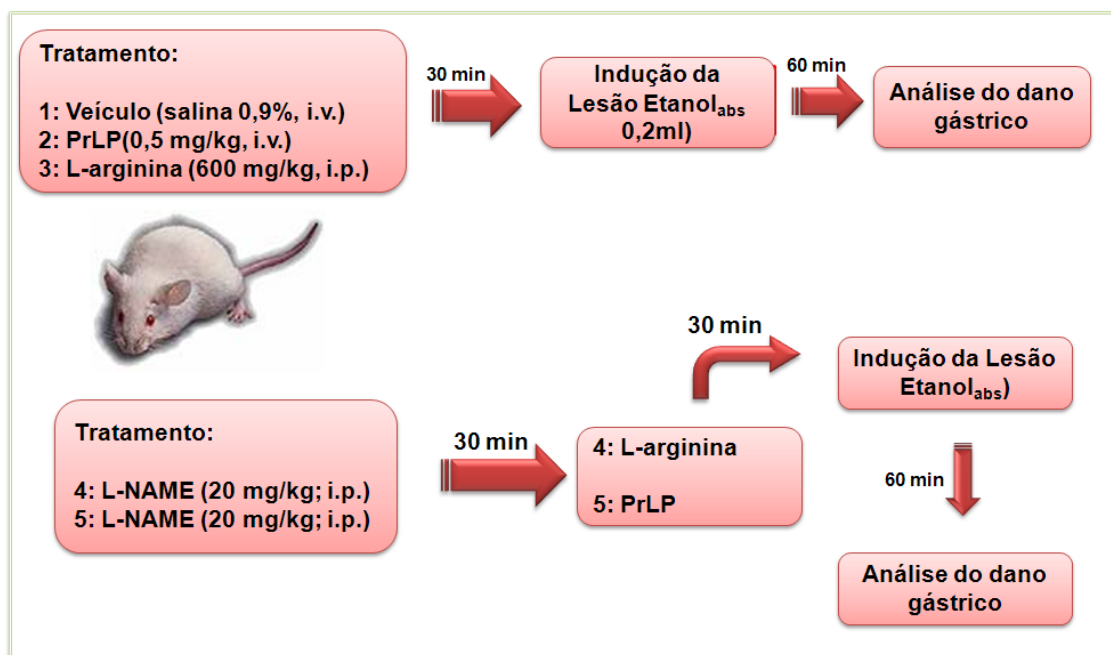 Tratamento:
1: Veículo (salina 0,9%, i.v.)
2: PrLP(0,5 mg/kg, i.v.)
3: L-arginina (600 mg/kg, i.p.)
30 min
Indução da
Lesão Etanolabs
0,2ml)
60 min
Análise do dano
gástrico
Tratamento:
4: L-NAME (20 mg/kg; i.p.)
5: L-NAME (20 mg/kg; i.p.)
30 min
4: L-arginina
5: PrLP
30 min
Indução da Lesão
Etanolabs)
60 min
Análise do dano
gástrico